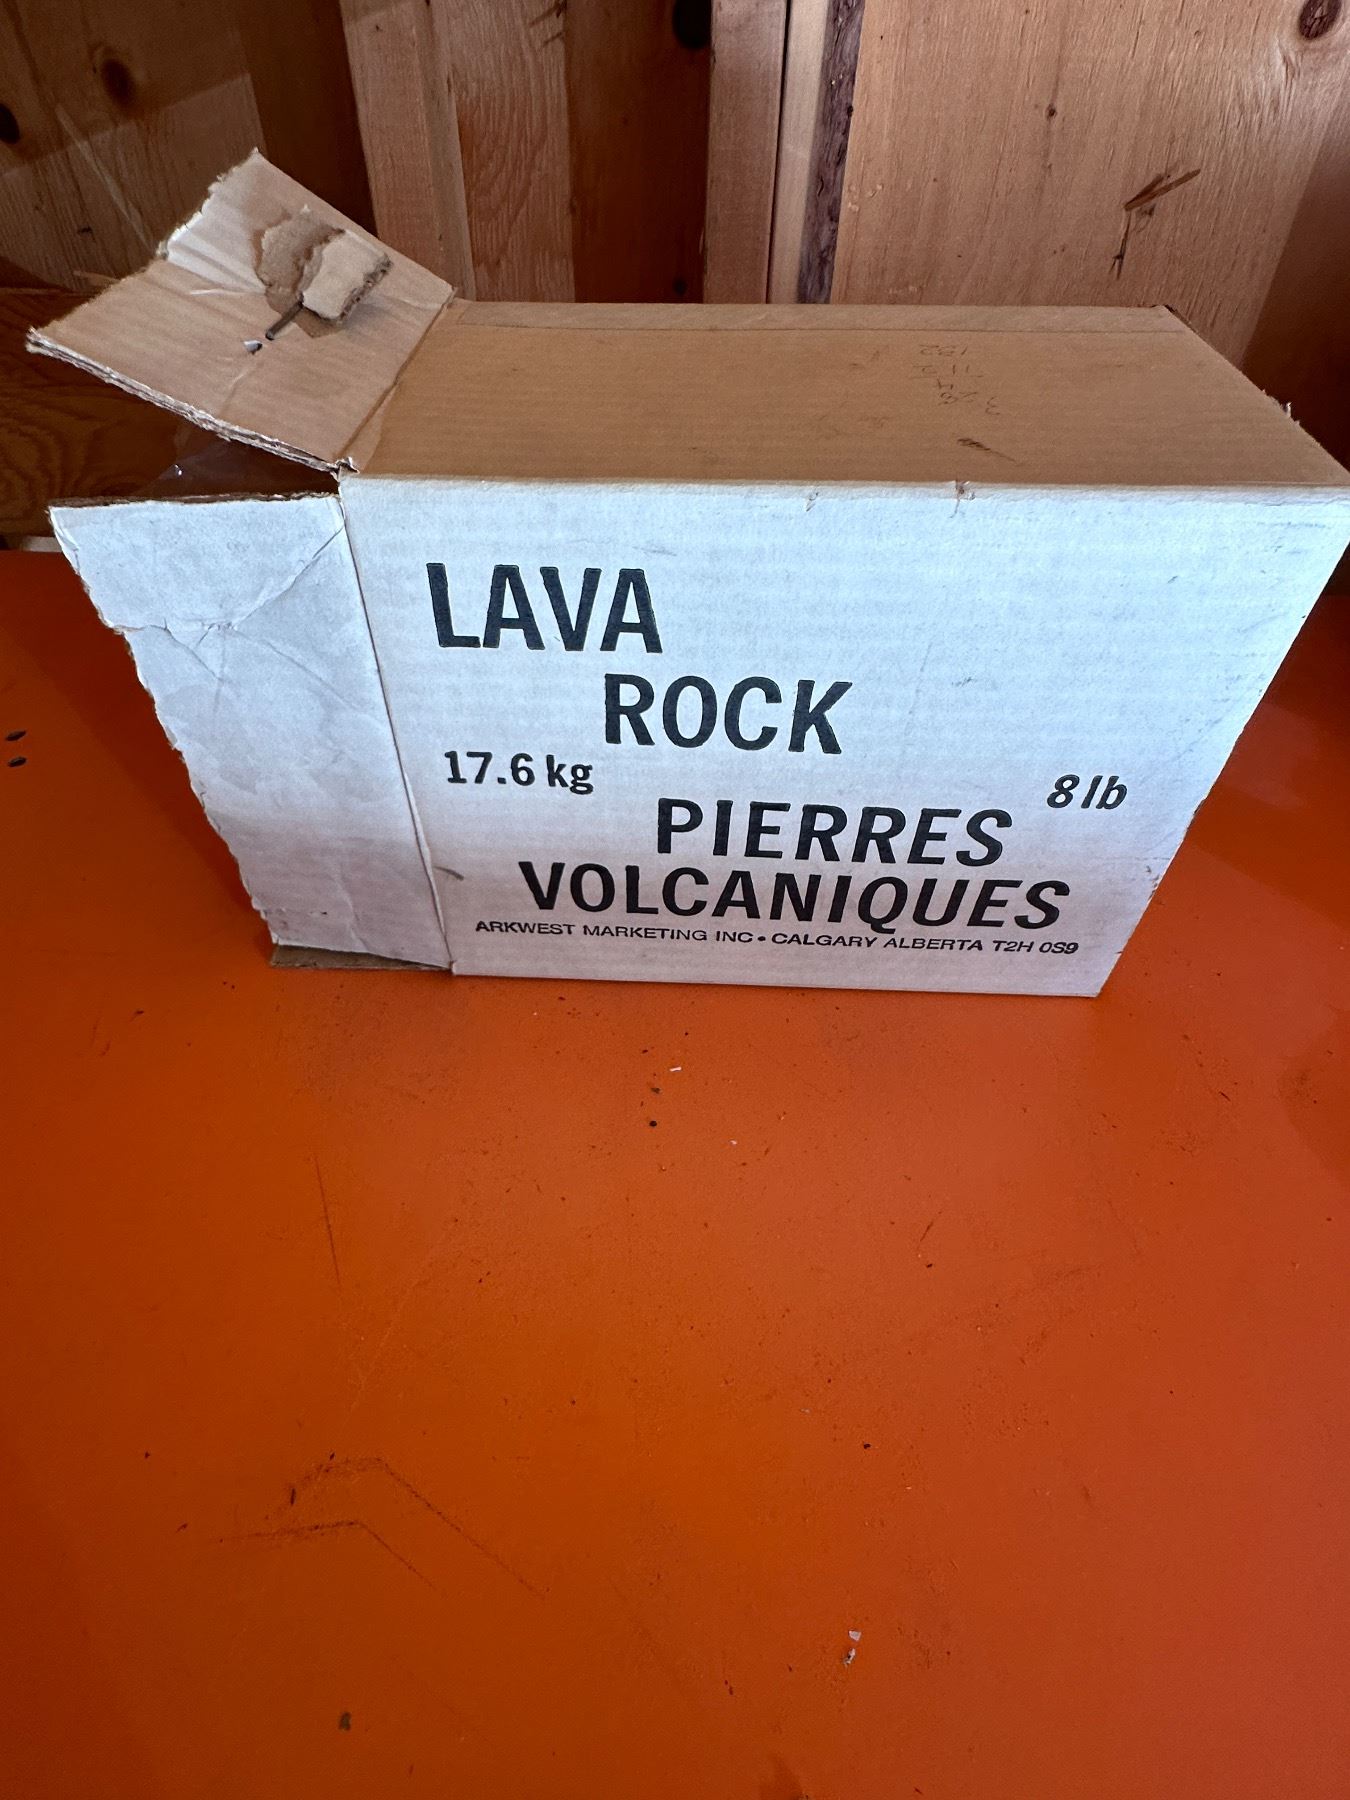 LAVA
ROCK
17.6 kg
8 lb
PIERRES
VOLCANIQUES
ARKWEST MARKETING INC • CALGARY ALBERTA T2H 0S9